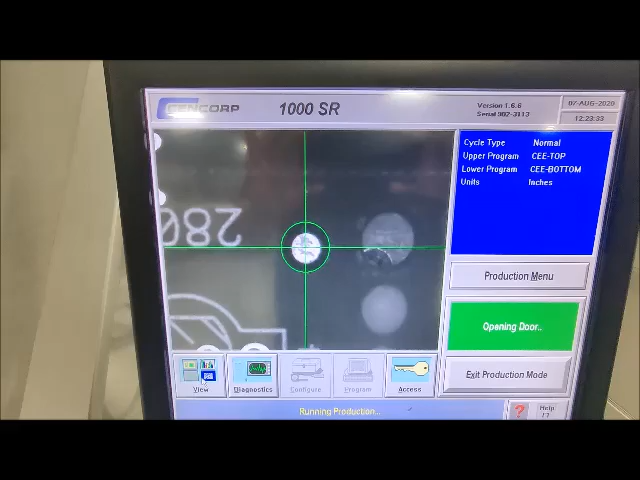 CENCORP
1000 SR
Version 1.6.6
Serial 982-3113
07-AUG-2020
12:23:33
Cycle Type Normal
Upper Program CEE-TOP
Lower Program CEE-BOTTOM
Units Inches
280
Production Menu
Opening Door..
Exit Production Mode
View
Diagnostics
Configure
Program
Access
Running Production...
? Help